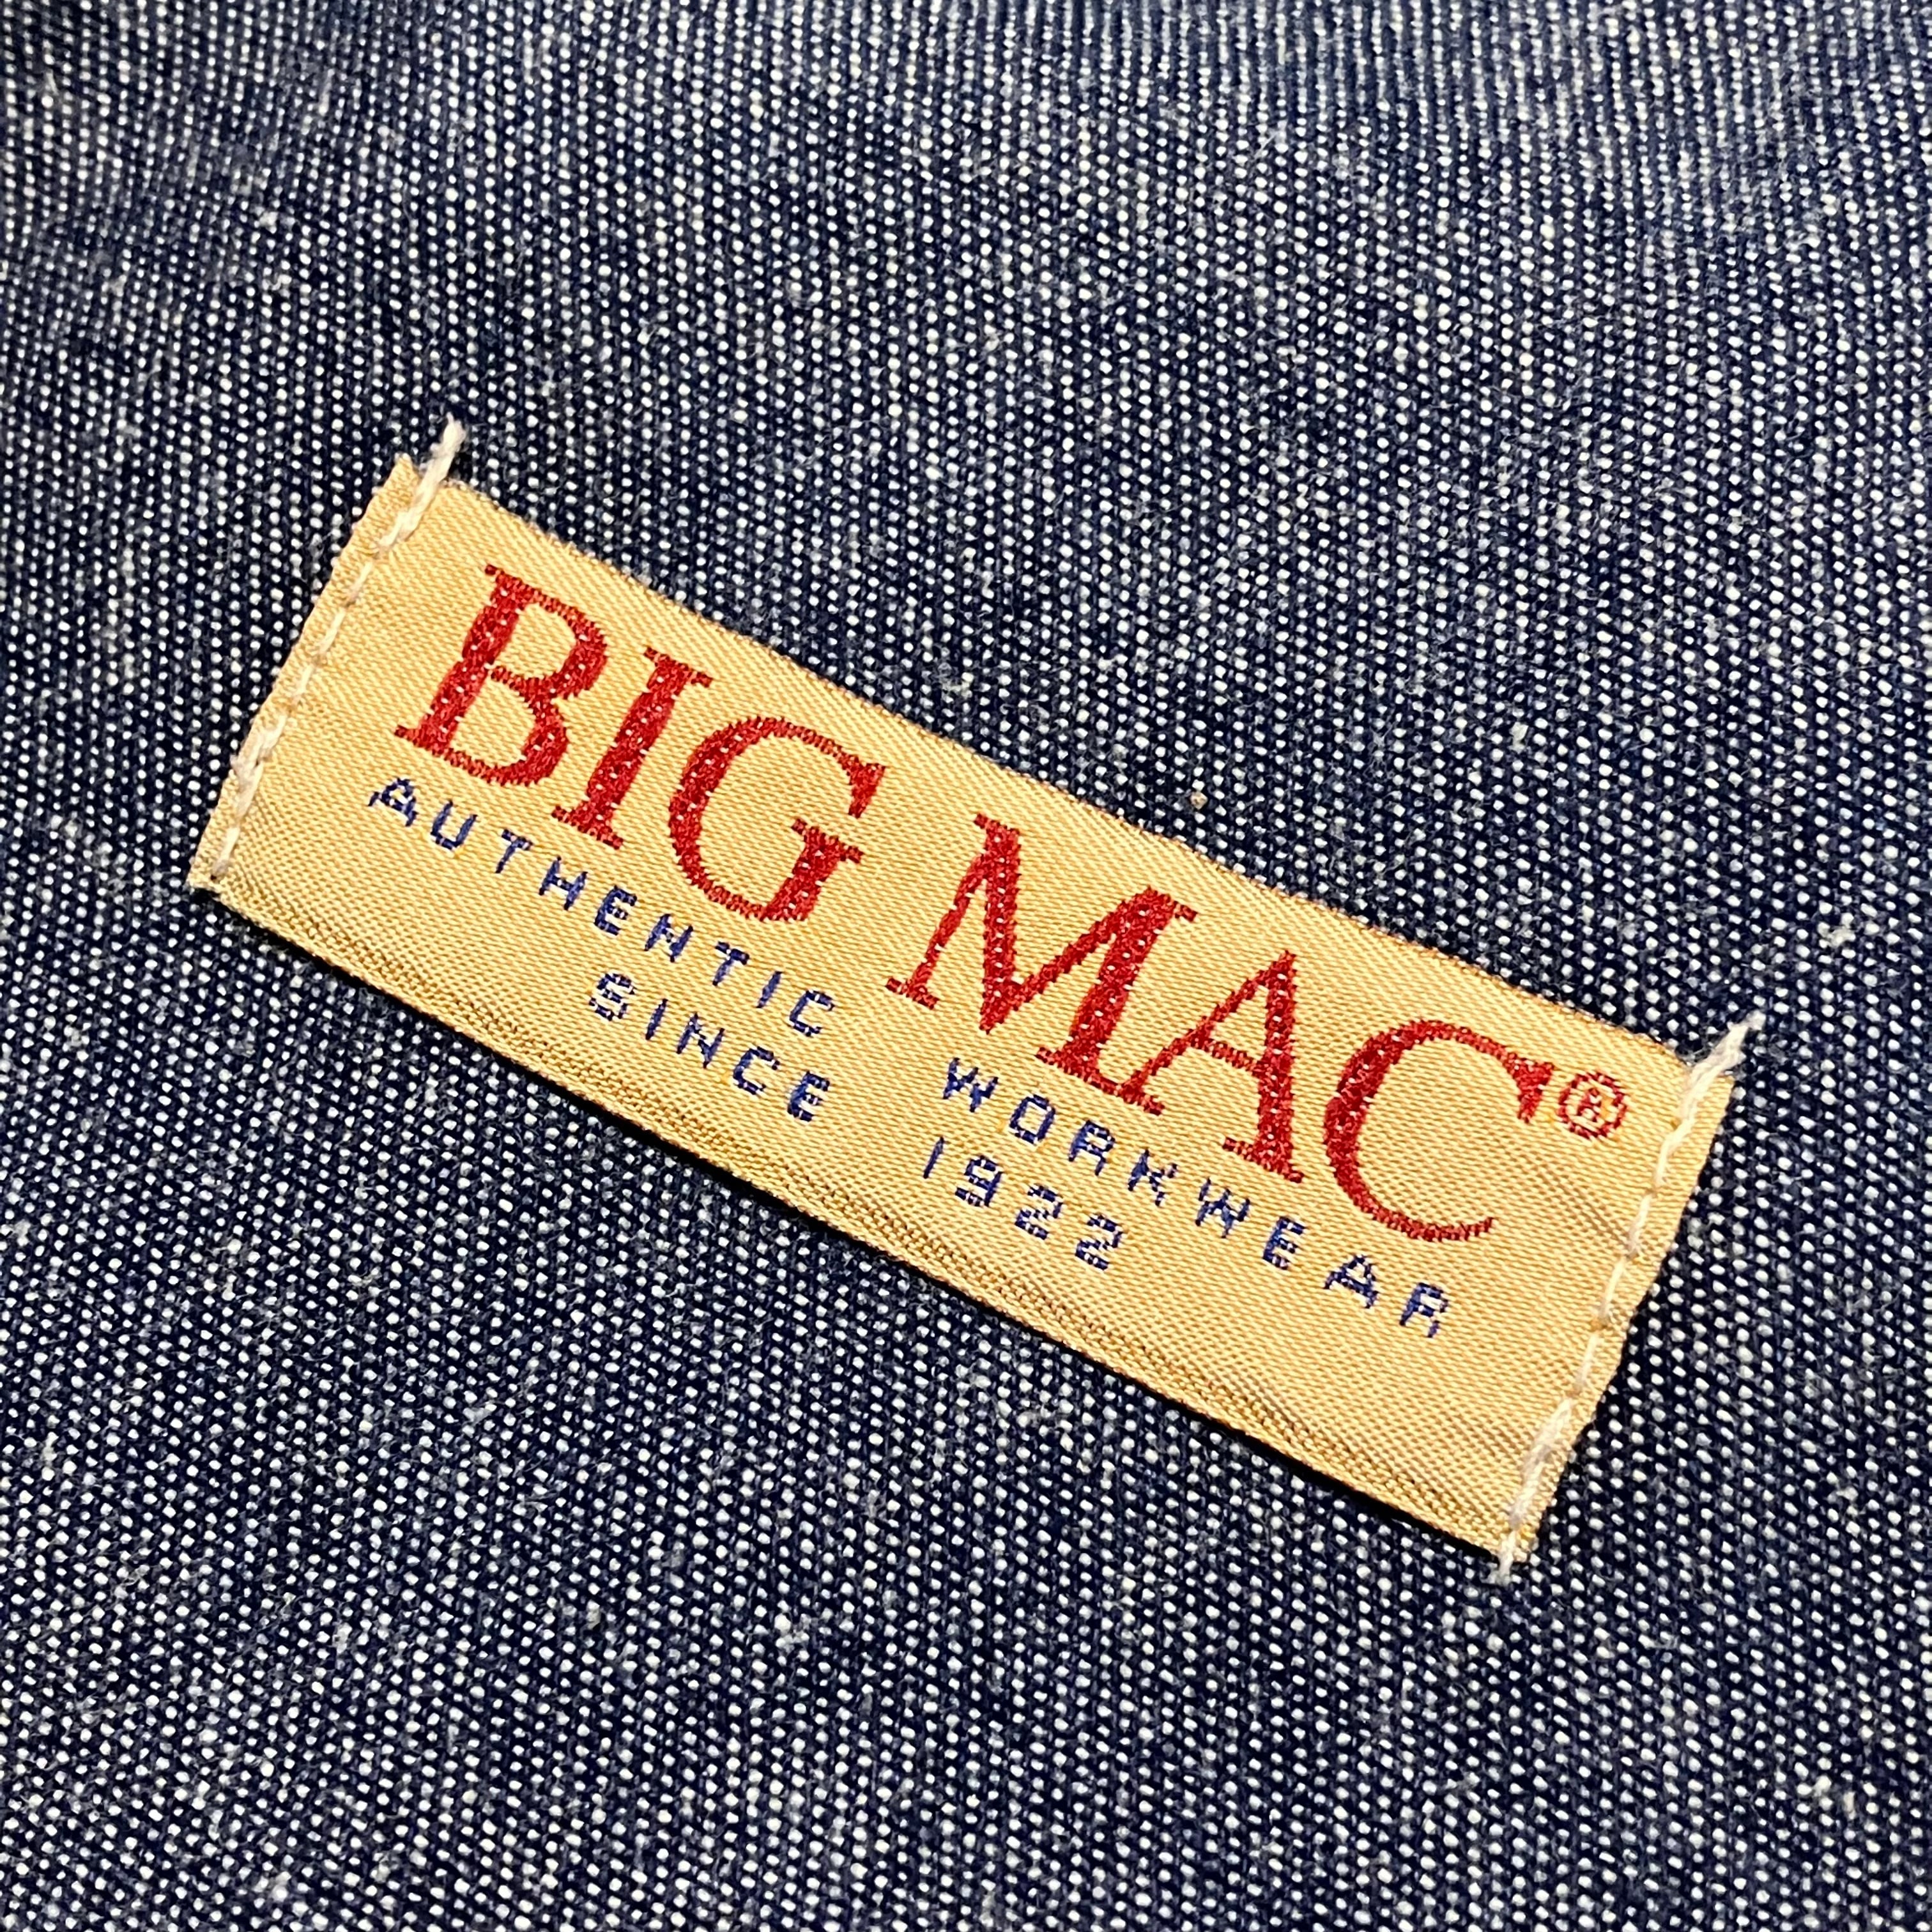 BIG MAC®
AUTHENTIC WORKWEAR
SINCE 1922